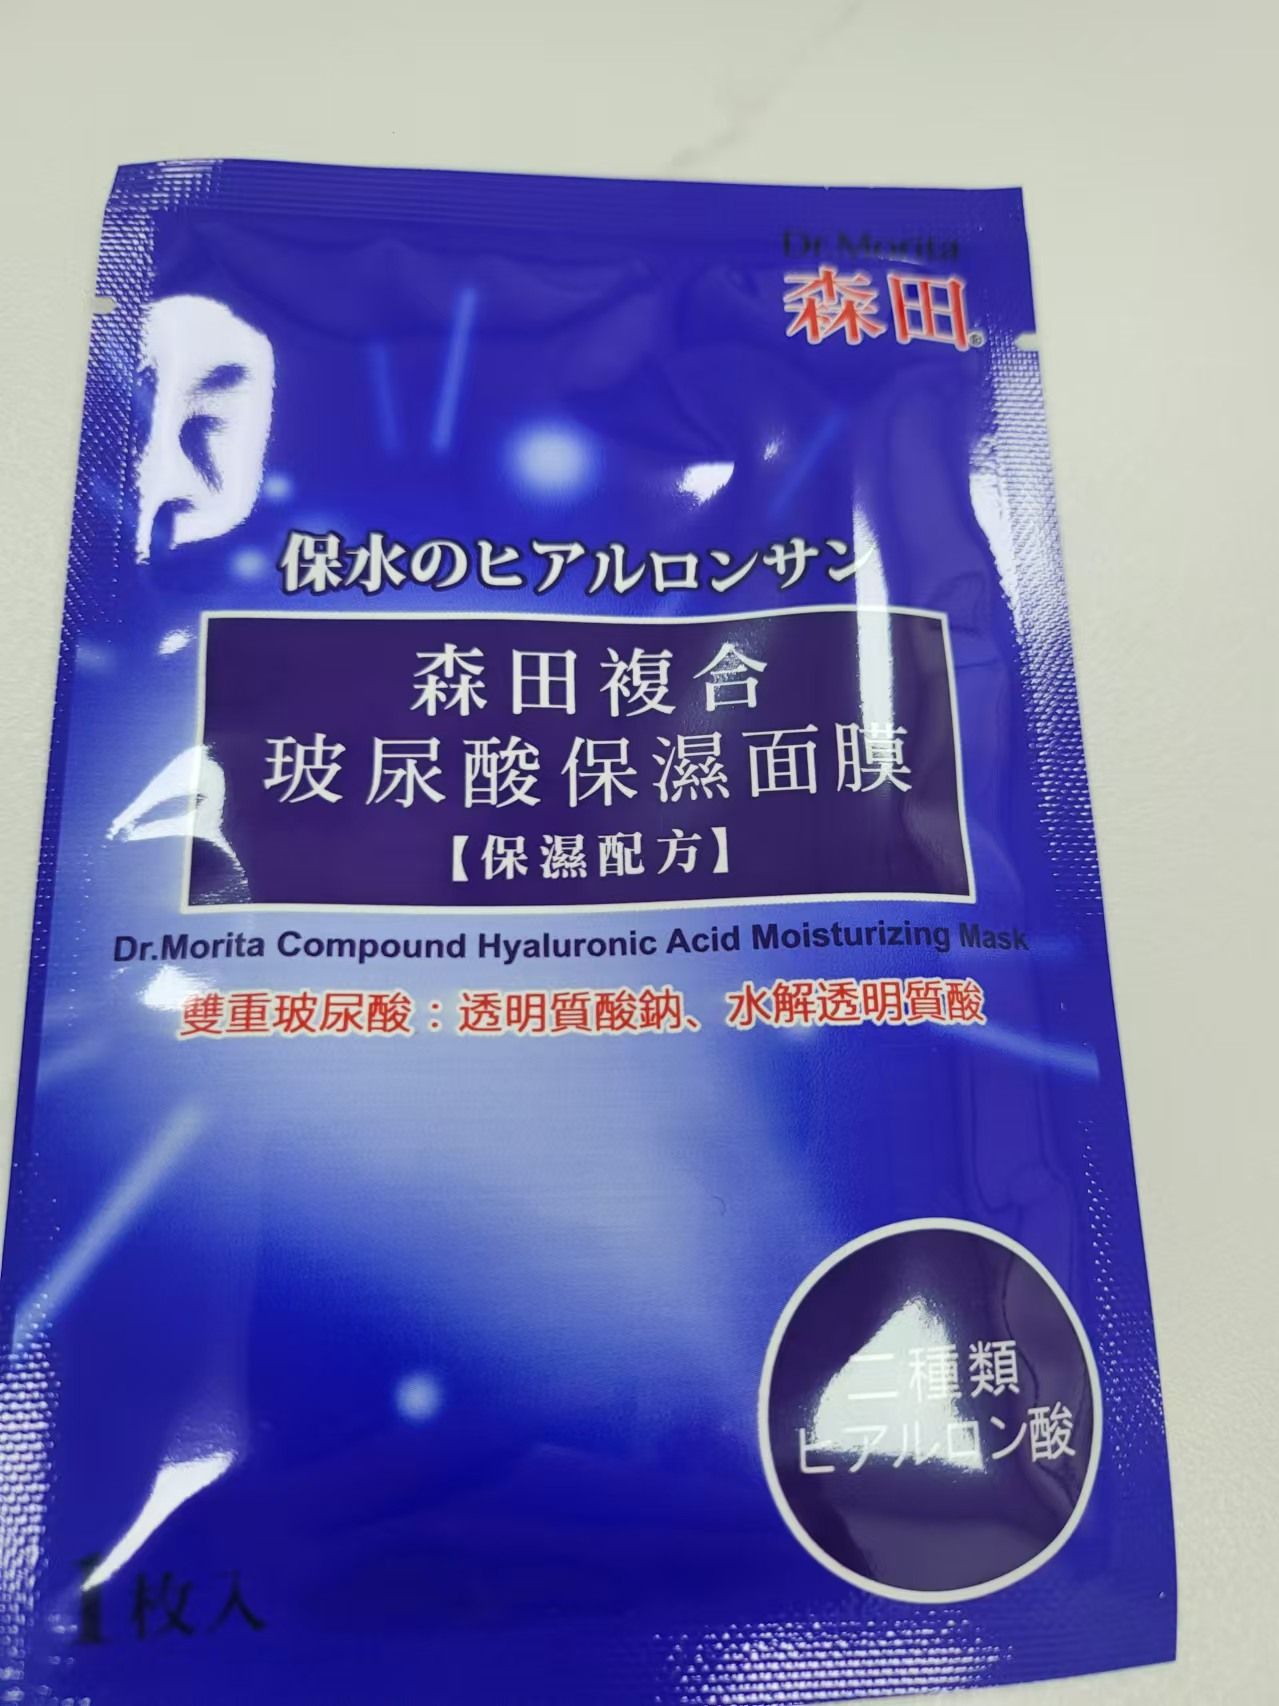 Dr.Morita
森田®
保水のヒアルロンサン
森田複合
玻尿酸保濕面膜
【保濕配方】
Dr.Morita Compound Hyaluronic Acid Moisturizing Mask
雙重玻尿酸：透明質酸鈉、水解透明質酸
二種類
ヒアルロン酸
1枚入